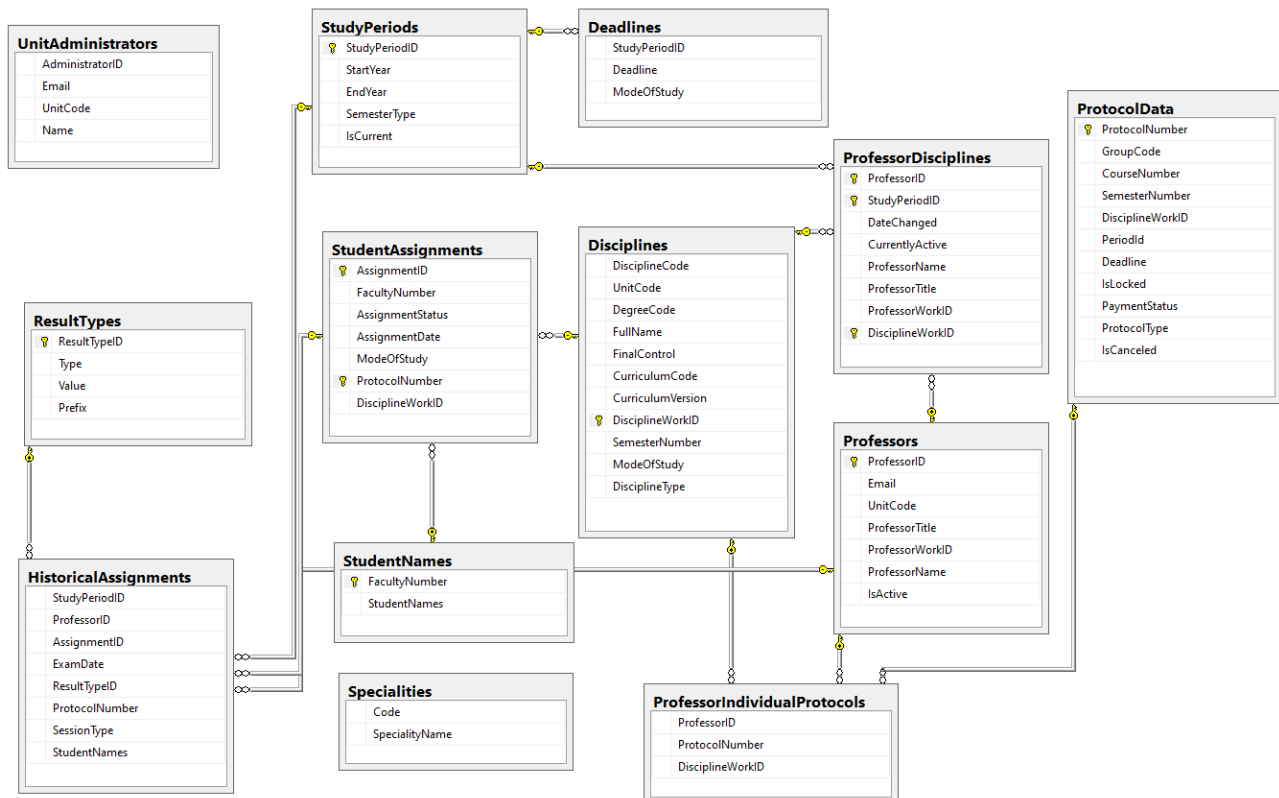 UnitAdministrators
AdministratorID
Email
UnitCode
Name
StudyPeriods
StudyPeriodID
StartYear
EndYear
SemesterType
IsCurrent
Deadlines
StudyPeriodID
Deadline
ModeOfStudy
ProtocolData
ProtocolNumber
GroupCode
CourseNumber
SemesterNumber
DisciplineWorkID
PeriodId
Deadline
IsLocked
PaymentStatus
ProtocolType
IsCanceled
ProfessorDisciplines
ProfessorID
StudyPeriodID
DateChanged
CurrentlyActive
ProfessorName
ProfessorTitle
ProfessorWorkID
DisciplineWorkID
StudentAssignments
AssignmentID
FacultyNumber
AssignmentStatus
AssignmentDate
ModeOfStudy
ProtocolNumber
DisciplineWorkID
Disciplines
DisciplineCode
UnitCode
DegreeCode
FullName
FinalControl
CurriculumCode
CurriculumVersion
DisciplineWorkID
SemesterNumber
ModeOfStudy
DisciplineType
ResultTypes
ResultTypeID
Type
Value
Prefix
Professors
ProfessorID
Email
UnitCode
ProfessorTitle
ProfessorWorkID
ProfessorName
IsActive
StudentNames
FacultyNumber
StudentNames
HistoricalAssignments
StudyPeriodID
ProfessorID
AssignmentID
ExamDate
ResultTypeID
ProtocolNumber
SessionType
StudentNames
Specialities
Code
SpecialityName
ProfessorIndividualProtocols
ProfessorID
ProtocolNumber
DisciplineWorkID